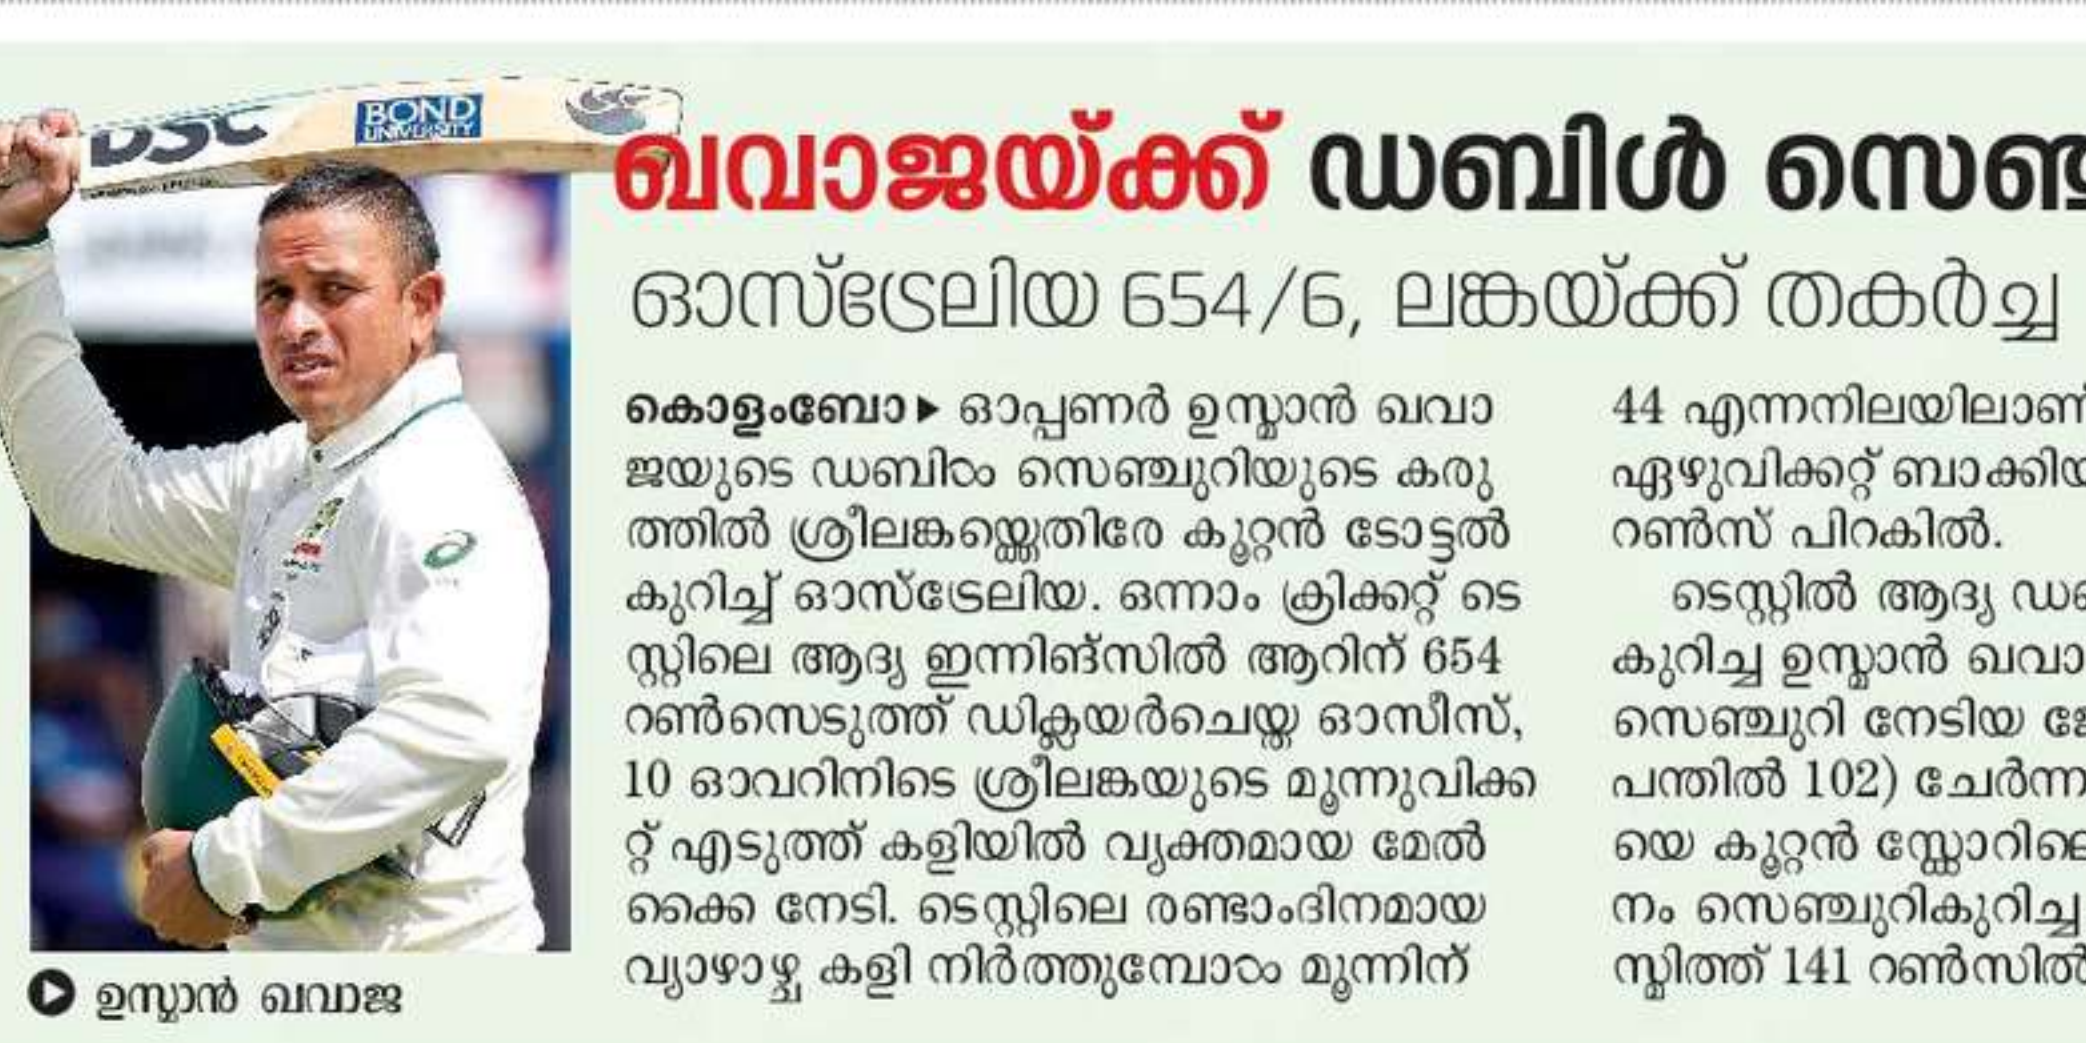 DSC
BOND
UNIVERSITY
ഖവാജയ്ക്ക് ഡബിൾ
ഓസ്ട്രേലിയ 654/6, ലങ്കയ്ക്ക് തകർച്ച
കൊളംബോ ▶ ഓപ്പണർ ഉസ്മാൻ ഖവാ
ജയുടെ ഡബിൾ സെഞ്ചുറിയുടെ കരു
ത്തിൽ ശ്രീലങ്കയ്ക്കെതിരേ കൂറ്റൻ ടോട്ടൽ
കുറിച്ച് ഓസ്ട്രേലിയ. ഒന്നാം ക്രിക്കറ്റ് ടെ
സ്റ്റിലെ ആദ്യ ഇന്നിങ്സിൽ ആറിന് 654
റൺസെടുത്ത് ഡിക്ലയർചെയ്ത ഓസീസ്,
10 ഓവറിനിടെ ശ്രീലങ്കയുടെ മൂന്നുവിക്ക
റ്റ് എടുത്ത് കളിയിൽ വ്യക്തമായ മേൽ
ക്കൈ നേടി. ടെസ്റ്റിലെ രണ്ടാംദിനമായ
വ്യാഴാഴ്ച കളി നിർത്തുമ്പോൾ മൂന്നിന്
44
ഏഴുവിക്കറ്റ്
റൺസ് പിറകിൽ.
ടെസ്റ്റിൽ ആദ്യ
കുറിച്ച ഉസ്മാൻ ഖവാ
സെഞ്ചുറി നേടിയ
പന്തിൽ 102) ചേർന്ന
യെ കൂറ്റൻ
നം സെഞ്ചുറികുറിച്ച
സ്മിത്ത് 141 റൺസിൽ
ഉസ്മാൻ ഖവാജ